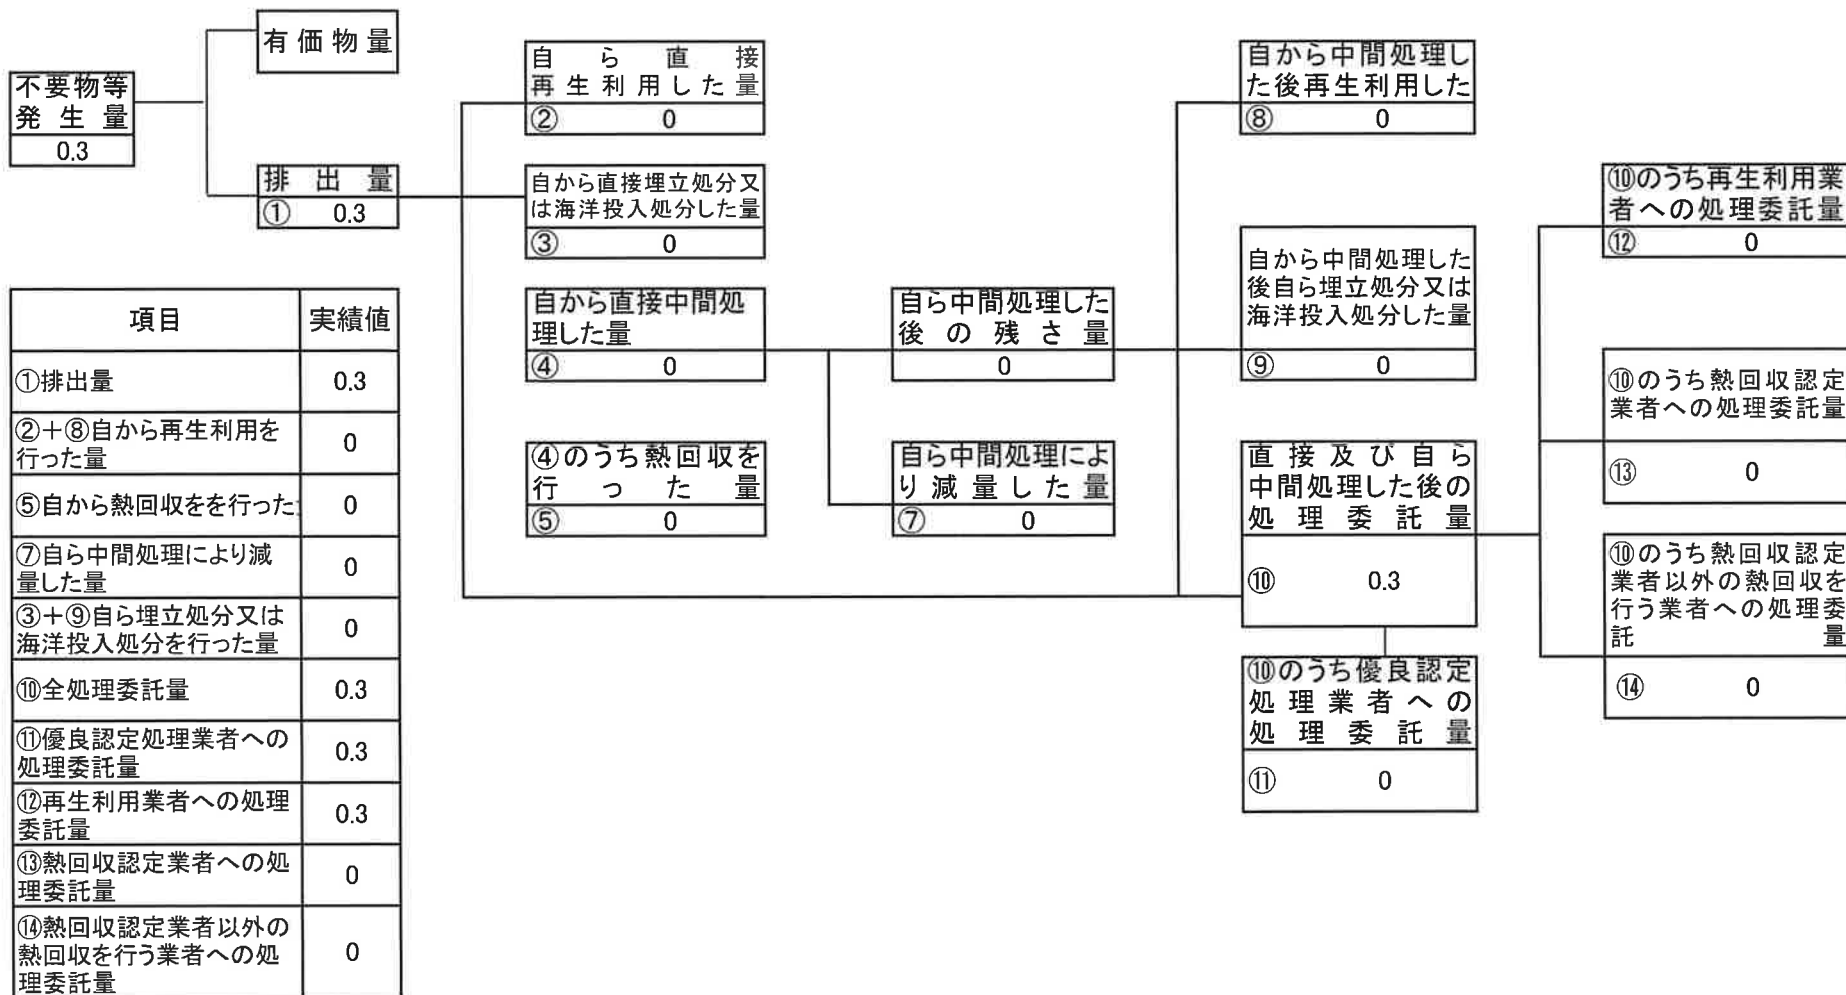 不要物等
発生量
0.3
有価物量
排出量
① 0.3
自ら直接
再生利用した量
② 0
自から直接埋立処分又
は海洋投入処分した量
③ 0
自から直接中間処
理した量
④ 0
④のうち熱回収を
行った量
⑤ 0
自ら中間処理した
後の残さ量
0
自ら中間処理によ
り減量した量
⑦ 0
自から中間処理し
た後再生利用した
⑧ 0
自から中間処理した
後自ら埋立処分又は
海洋投入処分した量
⑨ 0
直接及び自ら
中間処理した後の
処理委託量
⑩ 0.3
⑩のうち優良認定
処理業者への
処理委託量
⑪ 0
⑩のうち再生利用業
者への処理委託量
⑫ 0
⑩のうち熱回収認定
業者への処理委託量
⑬ 0
⑩のうち熱回収認定
業者以外の熱回収を
行う業者への処理委
託量
⑭ 0
項目 実績値
①排出量 0.3
②+⑧自から再生利用を
行った量 0
⑤自から熱回収をを行った 0
⑦自ら中間処理により減
量した量 0
③+⑨自ら埋立処分又は
海洋投入処分を行った量 0
⑩全処理委託量 0.3
⑪優良認定処理業者への
処理委託量 0.3
⑫再生利用業者への処理
委託量 0.3
⑬熱回収認定業者への処
理委託量 0
⑭熱回収認定業者以外の
熱回収を行う業者への処
理委託量 0